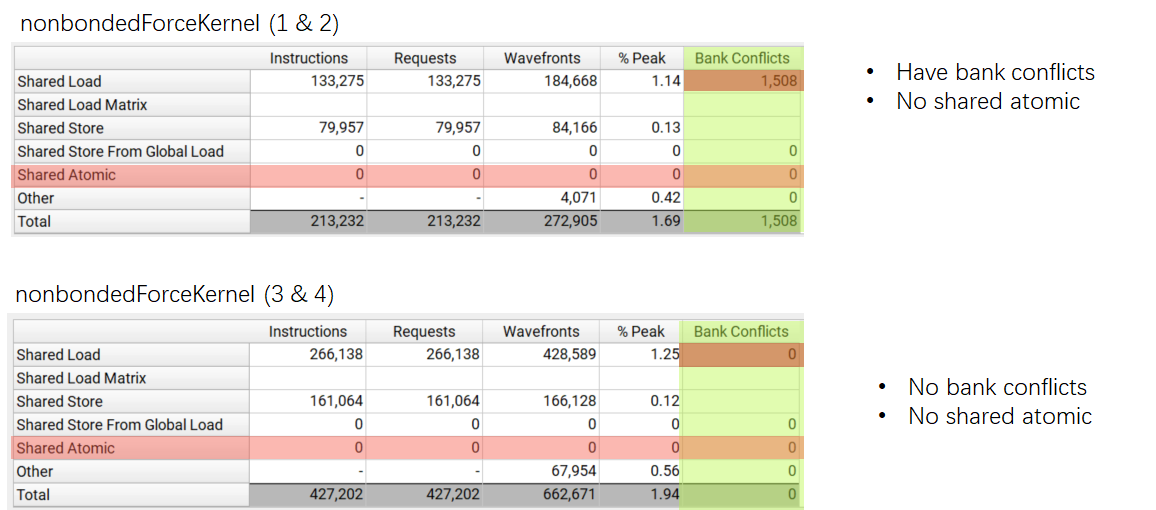 nonbondedForceKernel (1 & 2)
Instructions Requests Wavefronts % Peak Bank Conflicts
Shared Load 133,275 133,275 184,668 1.14 1,508
Shared Load Matrix
Shared Store 79,957 79,957 84,166 0.13
Shared Store From Global Load 0 0 0 0 0
Shared Atomic 0 0 0 0 0
Other - - 4,071 0.42 0
Total 213,232 213,232 272,905 1.69 1,508
• Have bank conflicts
• No shared atomic
nonbondedForceKernel (3 & 4)
Instructions Requests Wavefronts % Peak Bank Conflicts
Shared Load 266,138 266,138 428,589 1.25 0
Shared Load Matrix
Shared Store 161,064 161,064 166,128 0.12
Shared Store From Global Load 0 0 0 0 0
Shared Atomic 0 0 0 0 0
Other - - 67,954 0.56 0
Total 427,202 427,202 662,671 1.94 0
• No bank conflicts
• No shared atomic